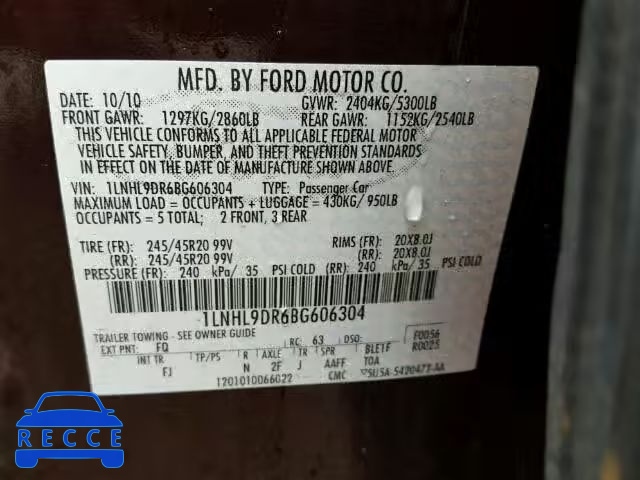 MFD. BY FORD MOTOR CO.
DATE: 10/10 GVWR: 2404KG/5300LB
FRONT GAWR: 1297KG/2860LB REAR GAWR: 1152KG/2540LB
THIS VEHICLE CONFORMS TO ALL APPLICABLE FEDERAL MOTOR
VEHICLE SAFETY, BUMPER, AND THEFT PREVENTION STANDARDS
IN EFFECT ON THE DATE OF MANUFACTURE SHOWN ABOVE.
VIN: 1LNHL9DR6BG606304 TYPE: Passenger Car
MAXIMUM LOAD = OCCUPANTS + LUGGAGE = 430KG/ 950LB
OCCUPANTS = 5 TOTAL; 2 FRONT, 3 REAR
TIRE (FR): 245/45R20 99V RIMS (FR): 20X8.0J
(RR): 245/45R20 99V (RR): 20X8.0J
PRESSURE (FR): 240 kPa/ 35 PSI COLD (RR): 240 kPa/ 35 PSI COLD
1LNHL9DR6BG606304
TRAILER TOWING - SEE OWNER GUIDE
EXT PNT: FQ RC: 63 DSO: F0056
R0025
INT TR TP/PS R AXLE TR SPR BLETF
FJ N 2F J AAFF TOA
1201010066022 CMC
RECCE